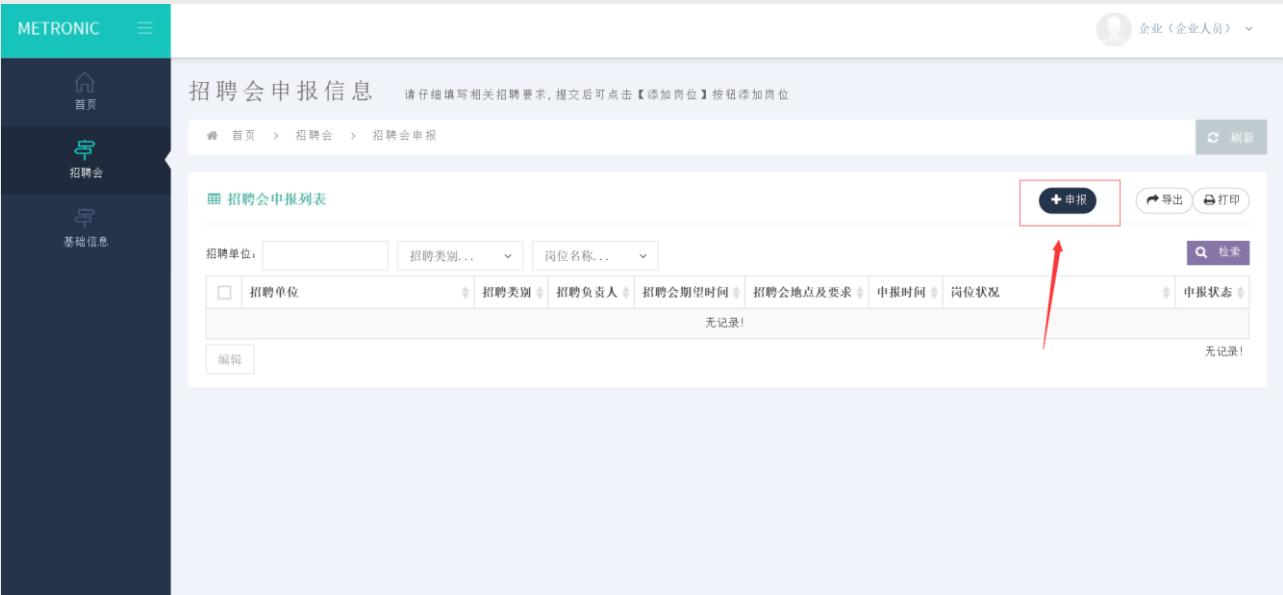 METRONIC
企业（企业人员）
首页
招聘会
基础信息
招聘会申报信息 请仔细填写相关招聘要求,提交后可点击【添加岗位】按钮添加岗位
首页 > 招聘会 > 招聘会申报 刷新
招聘会申报列表 申报 导出 打印
招聘单位: 招聘类别... 岗位名称... 检索
招聘单位 招聘类别 招聘负责人 招聘会期望时间 招聘会地点及要求 申报时间 岗位状况 申报状态
无记录!
编辑 无记录!